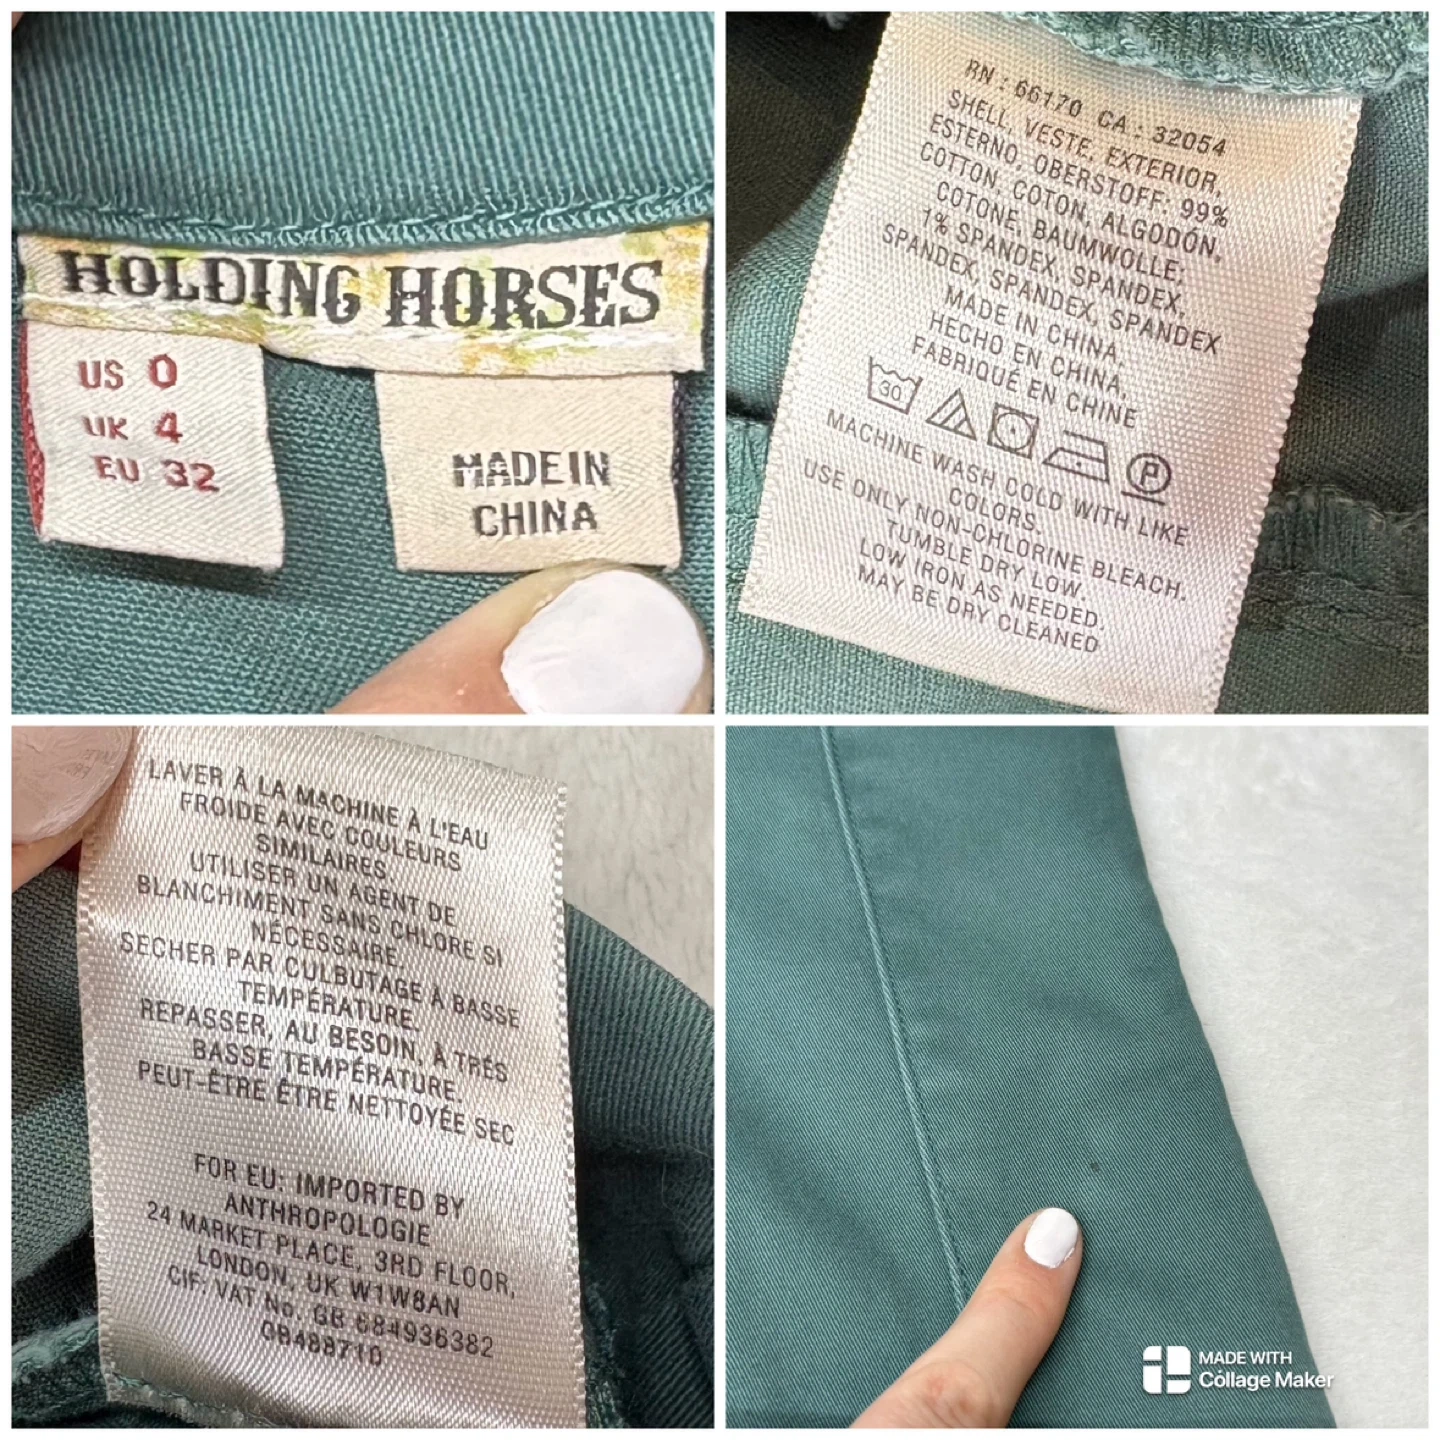 HOLDING HORSES
US 0
UK 4
EU 32
MADE IN
CHINA
RN : 66170 CA : 32054
SHELL, VESTE, EXTERIOR,
ESTERNO, OBERSTOFF: 99%
COTTON, COTON, ALGODÓN,
COTONE, BAUMWOLLE;
1% SPANDEX, SPANDEX,
SPANDEX, SPANDEX, SPANDEX
MADE IN CHINA,
HECHO EN CHINA,
FABRIQUÉ EN CHINE
30
P
MACHINE WASH COLD WITH LIKE
COLORS.
USE ONLY NON-CHLORINE BLEACH.
TUMBLE DRY LOW.
LOW IRON AS NEEDED.
MAY BE DRY CLEANED
LAVER À LA MACHINE À L'EAU
FROIDE AVEC COULEURS
SIMILAIRES.
UTILISER UN AGENT DE
BLANCHIMENT SANS CHLORE SI
NÉCESSAIRE.
SECHER PAR CULBUTAGE À BASSE
TEMPÉRATURE.
REPASSER, AU BESOIN, À TRÉS
BASSE TEMPÉRATURE.
PEUT-ÊTRE ÊTRE NETTOYÉE SEC
FOR EU: IMPORTED BY
ANTHROPOLOGIE
24 MARKET PLACE, 3RD FLOOR,
LONDON, UK W1W8AN
CIF: VAT No. GB 684936382
MADE WITH
Collage Maker